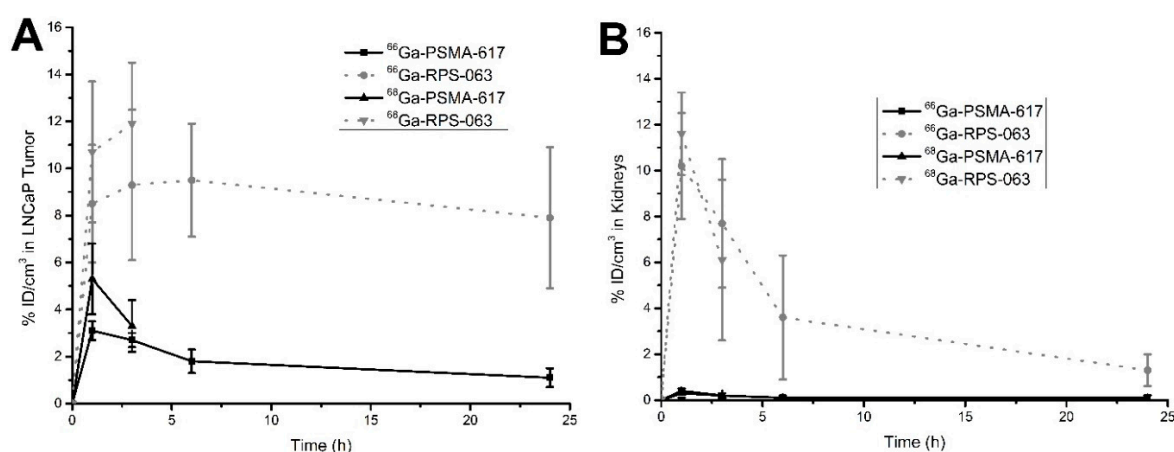 A
⁶⁶Ga-PSMA-617
⁶⁶Ga-RPS-063
⁶⁸Ga-PSMA-617
⁶⁸Ga-RPS-063
% ID/cm³ in LNCaP Tumor
16
14
12
10
8
6
4
2
0
0
5
10
15
20
25
Time (h)
B
⁶⁶Ga-PSMA-617
⁶⁶Ga-RPS-063
⁶⁸Ga-PSMA-617
⁶⁸Ga-RPS-063
% ID/cm³ in Kidneys
16
14
12
10
8
6
4
2
0
0
5
10
15
20
25
Time (h)